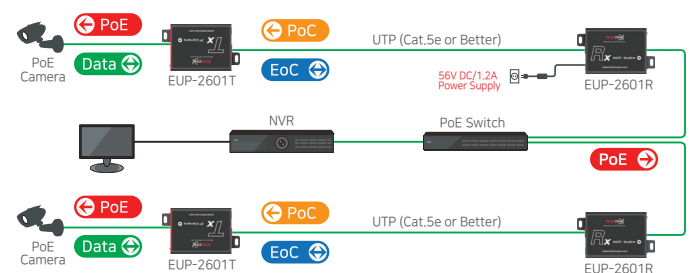 PoE
PoC
UTP (Cat.5e or Better)
PoE
Camera
Data
EoC
EUP-2601T
56V DC/1.2A
Power Supply
Rx
EUP-2601R
NVR
PoE Switch
PoE
PoE
PoC
UTP (Cat.5e or Better)
PoE
Camera
Data
EoC
EUP-2601T
Rx
EUP-2601R